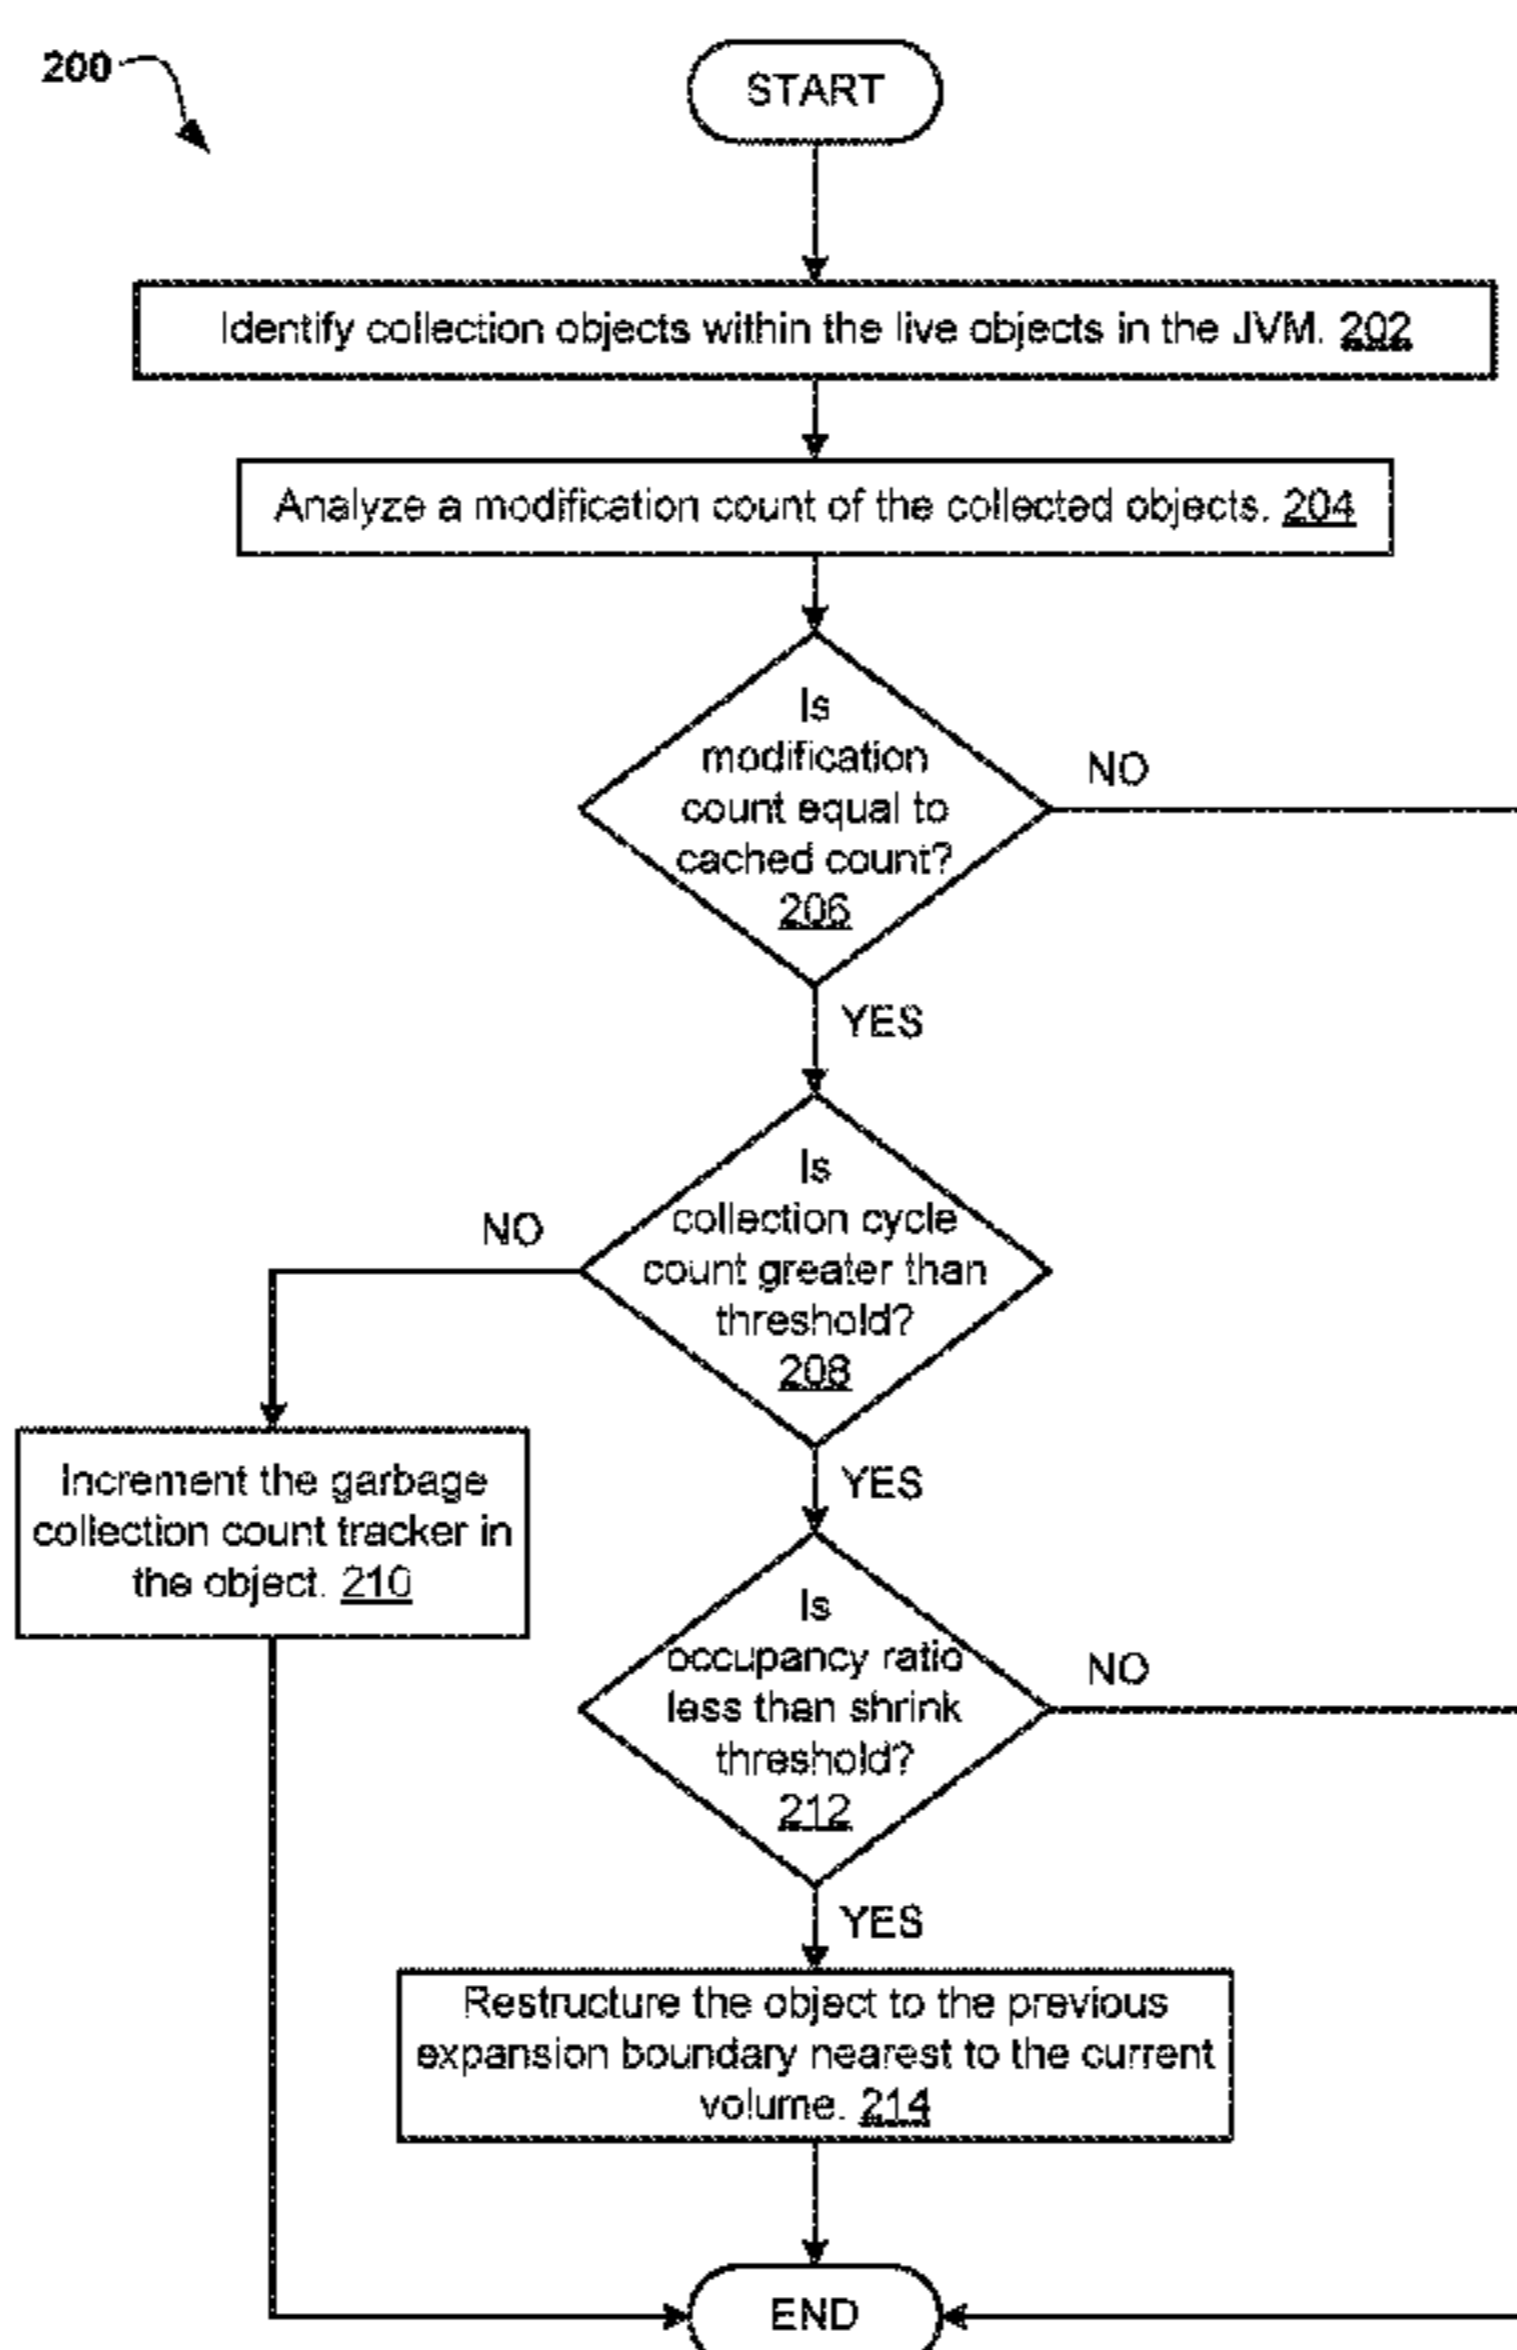 200
START
Identify collection objects within the live objects in the JVM. 202
Analyze a modification count of the collected objects. 204
Is
modification
count equal to
cached count?
206
NO
YES
Is
collection cycle
count greater than
threshold?
208
NO
YES
Increment the garbage
collection count tracker in
the object. 210
Is
occupancy ratio
less than shrink
threshold?
212
NO
YES
Restructure the object to the previous
expansion boundary nearest to the current
volume. 214
END